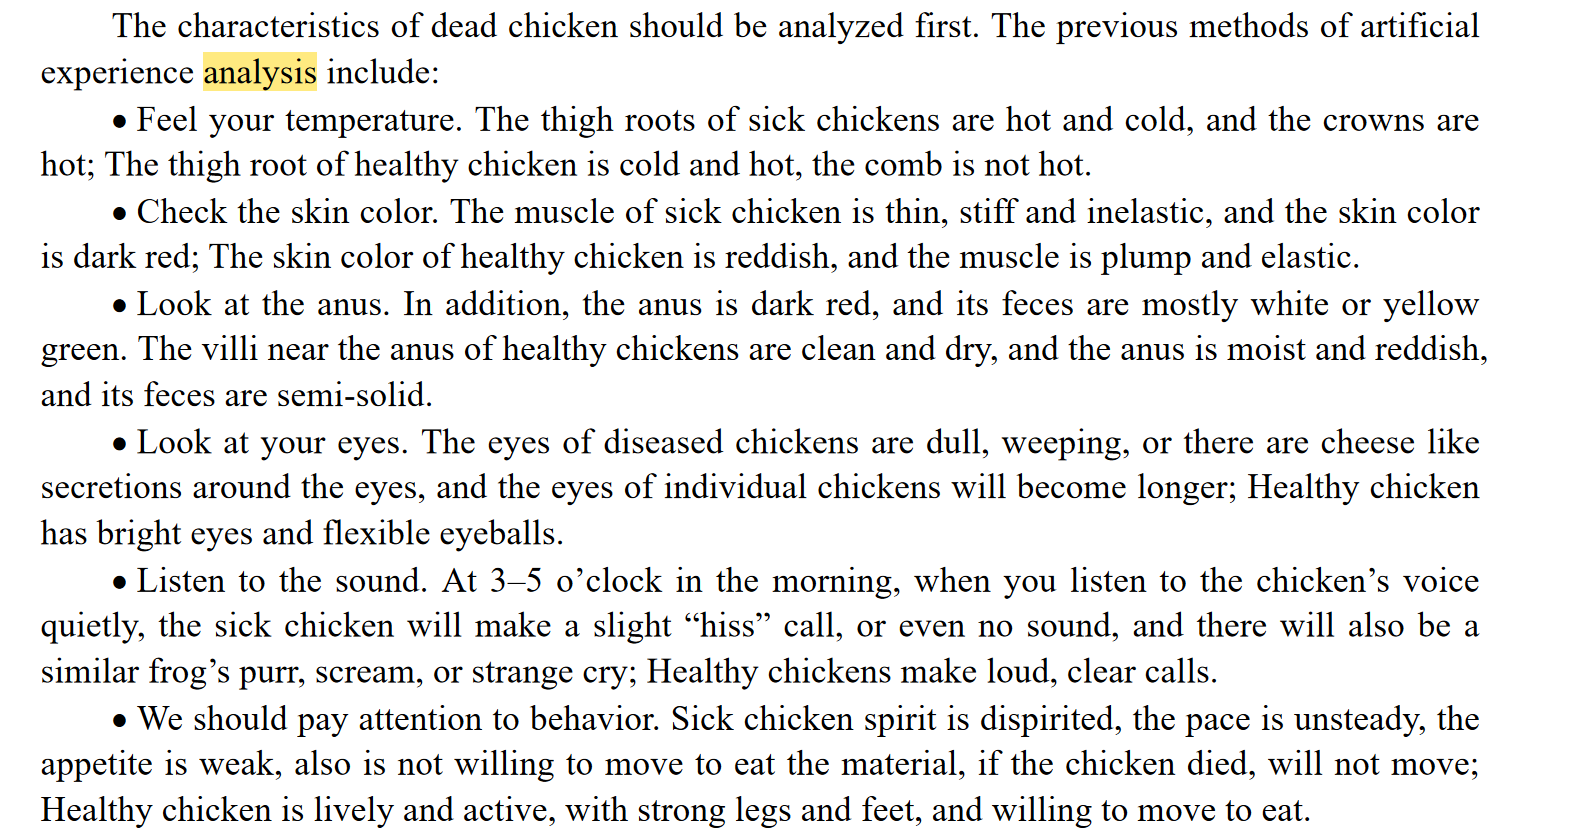 The characteristics of dead chicken should be analyzed first. The previous methods of artificial
experience analysis include:
● Feel your temperature. The thigh roots of sick chickens are hot and cold, and the crowns are
hot; The thigh root of healthy chicken is cold and hot, the comb is not hot.
● Check the skin color. The muscle of sick chicken is thin, stiff and inelastic, and the skin color
is dark red; The skin color of healthy chicken is reddish, and the muscle is plump and elastic.
● Look at the anus. In addition, the anus is dark red, and its feces are mostly white or yellow
green. The villi near the anus of healthy chickens are clean and dry, and the anus is moist and reddish,
and its feces are semi-solid.
● Look at your eyes. The eyes of diseased chickens are dull, weeping, or there are cheese like
secretions around the eyes, and the eyes of individual chickens will become longer; Healthy chicken
has bright eyes and flexible eyeballs.
● Listen to the sound. At 3–5 o’clock in the morning, when you listen to the chicken’s voice
quietly, the sick chicken will make a slight “hiss” call, or even no sound, and there will also be a
similar frog’s purr, scream, or strange cry; Healthy chickens make loud, clear calls.
● We should pay attention to behavior. Sick chicken spirit is dispirited, the pace is unsteady, the
appetite is weak, also is not willing to move to eat the material, if the chicken died, will not move;
Healthy chicken is lively and active, with strong legs and feet, and willing to move to eat.